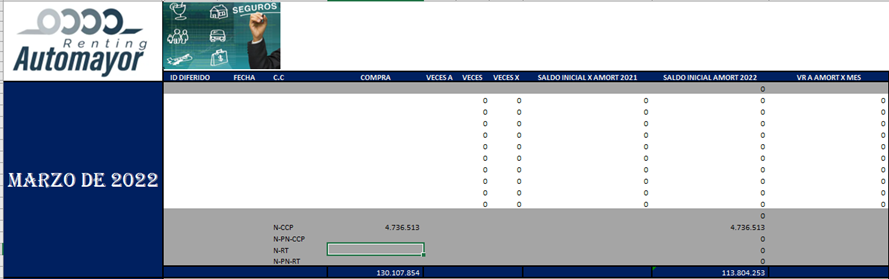 SEGUROS
Renting
Automayor
ID DIFERIDO FECHA C.C COMPRA VECES A VECES VECES X SALDO INICIAL X AMORT 2021 SALDO INICIAL AMORT 2022 VR A AMORT X MES
0
0 0 0 0 0
0 0 0 0 0
0 0 0 0 0
0 0 0 0 0
0 0 0 0 0
0 0 0 0 0
0 0 0 0 0
MARZO DE 2022
0 0 0 0 0
0 0 0 0 0
0 0 0 0 0
0
N-CCP 4.736.513 4.736.513
N-PN-CCP 0
N-RT 0
N-PN-RT 0
130.107.854 113.804.253